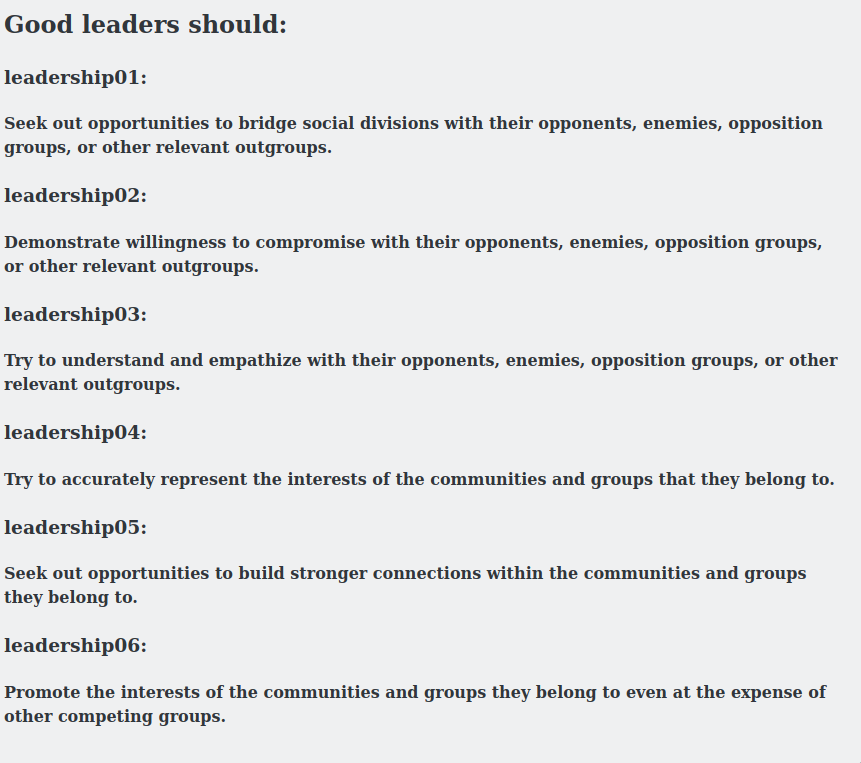 Good leaders should:
leadership01:
Seek out opportunities to bridge social divisions with their opponents, enemies, opposition
groups, or other relevant outgroups.
leadership02:
Demonstrate willingness to compromise with their opponents, enemies, opposition groups,
or other relevant outgroups.
leadership03:
Try to understand and empathize with their opponents, enemies, opposition groups, or other
relevant outgroups.
leadership04:
Try to accurately represent the interests of the communities and groups that they belong to.
leadership05:
Seek out opportunities to build stronger connections within the communities and groups
they belong to.
leadership06:
Promote the interests of the communities and groups they belong to even at the expense of
other competing groups.